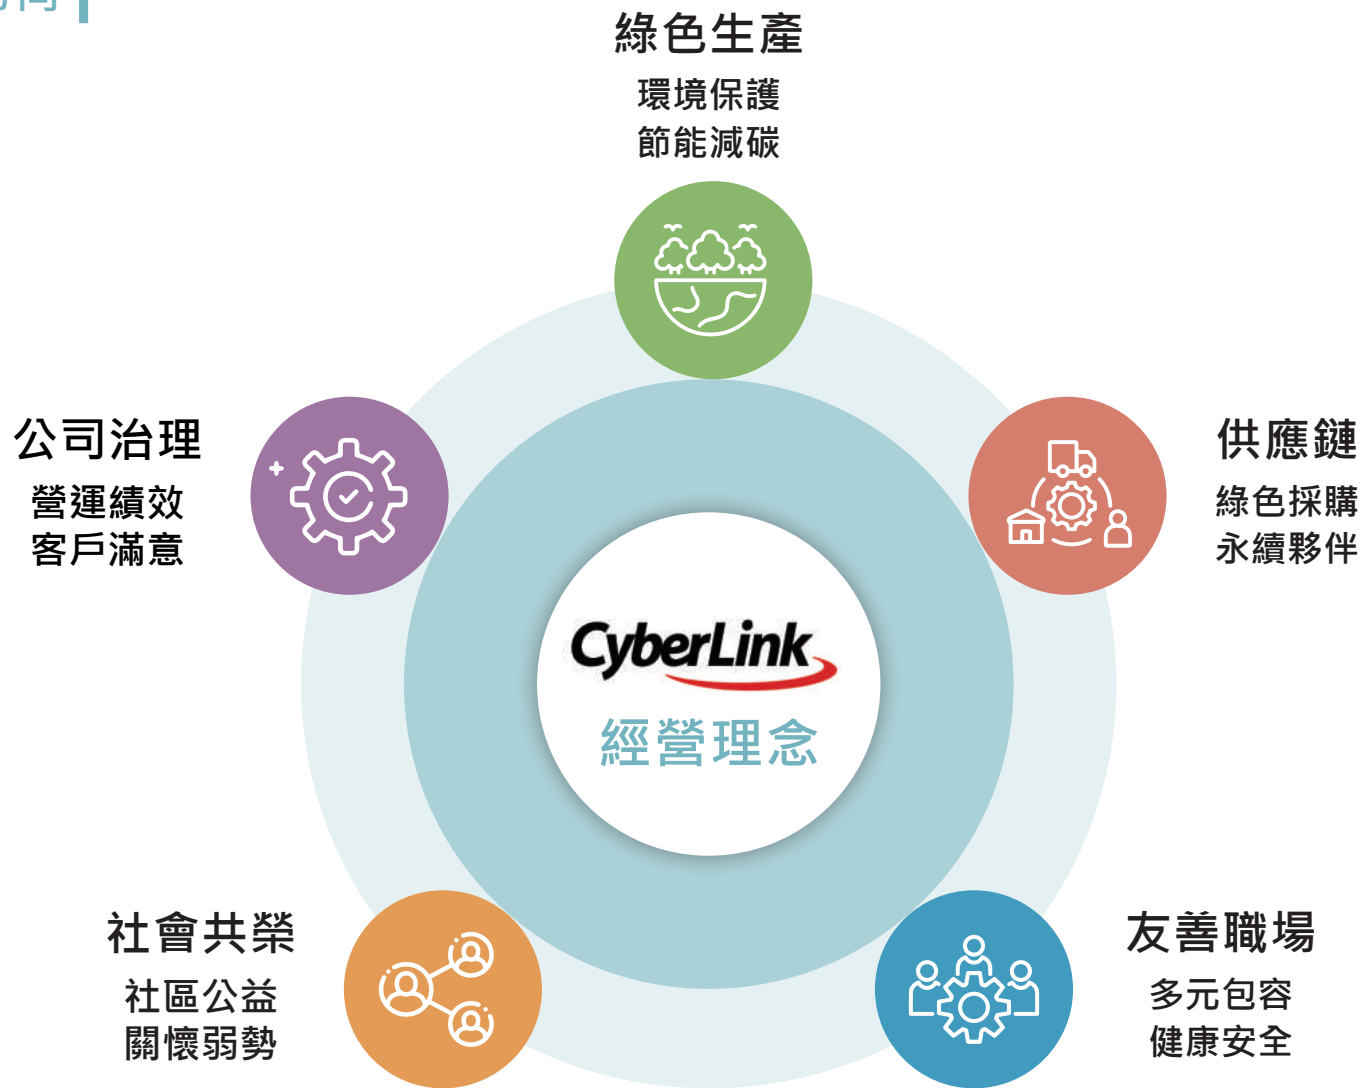 綠色生產
環境保護
節能減碳
公司治理
營運績效
客戶滿意
供應鏈
綠色採購
永續夥伴
CyberLink
經營理念
社會共榮
社區公益
關懷弱勢
友善職場
多元包容
健康安全